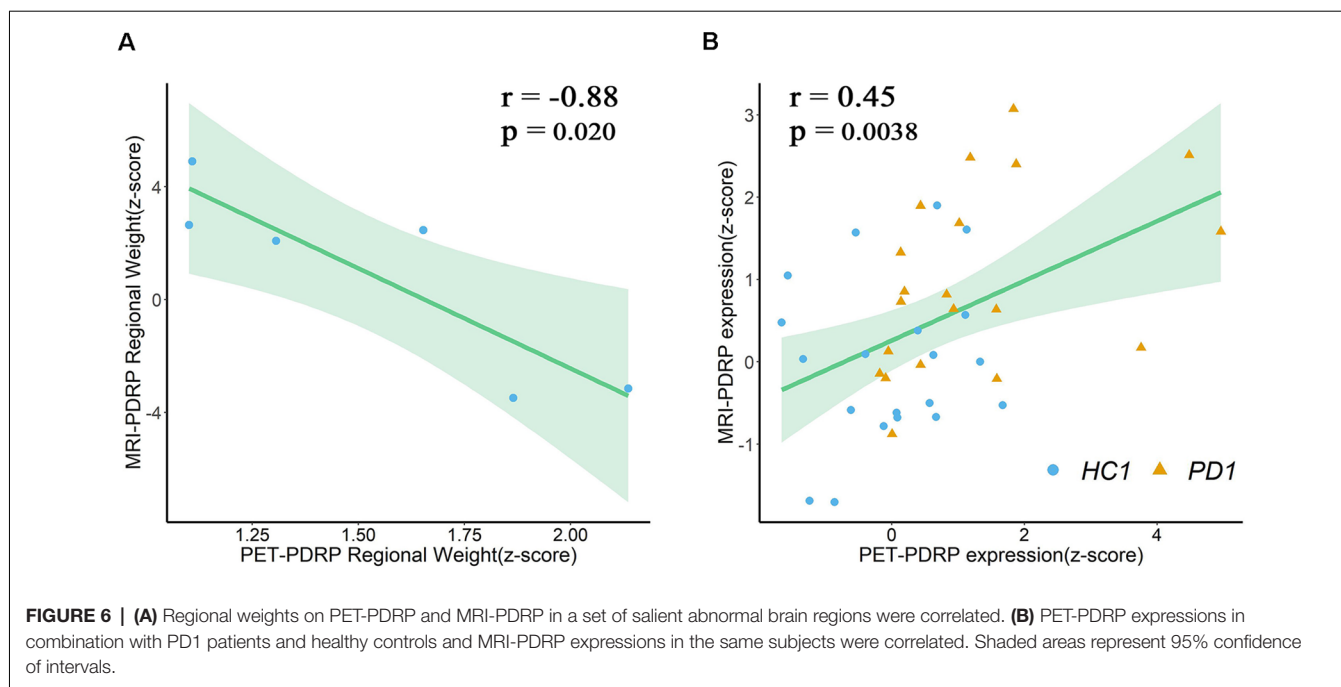 A
B
r = -0.88
p = 0.020
r = 0.45
p = 0.0038
MRI-PDRP Regional Weight(z-score)
4
0
-4
1.25
1.50
1.75
2.00
PET-PDRP Regional Weight(z-score)
MRI-PDRP expression(z-score)
3
2
1
0
-1
HC1
PD1
0
2
4
PET-PDRP expression(z-score)
FIGURE 6 | (A) Regional weights on PET-PDRP and MRI-PDRP in a set of salient abnormal brain regions were correlated. (B) PET-PDRP expressions in
combination with PD1 patients and healthy controls and MRI-PDRP expressions in the same subjects were correlated. Shaded areas represent 95% confidence
of intervals.